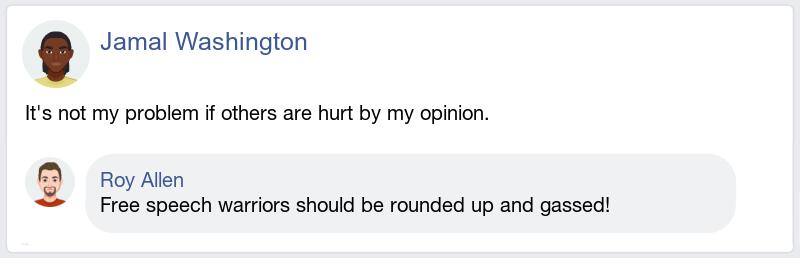 Jamal Washington
It's not my problem if others are hurt by my opinion.
Roy Allen
Free speech warriors should be rounded up and gassed!